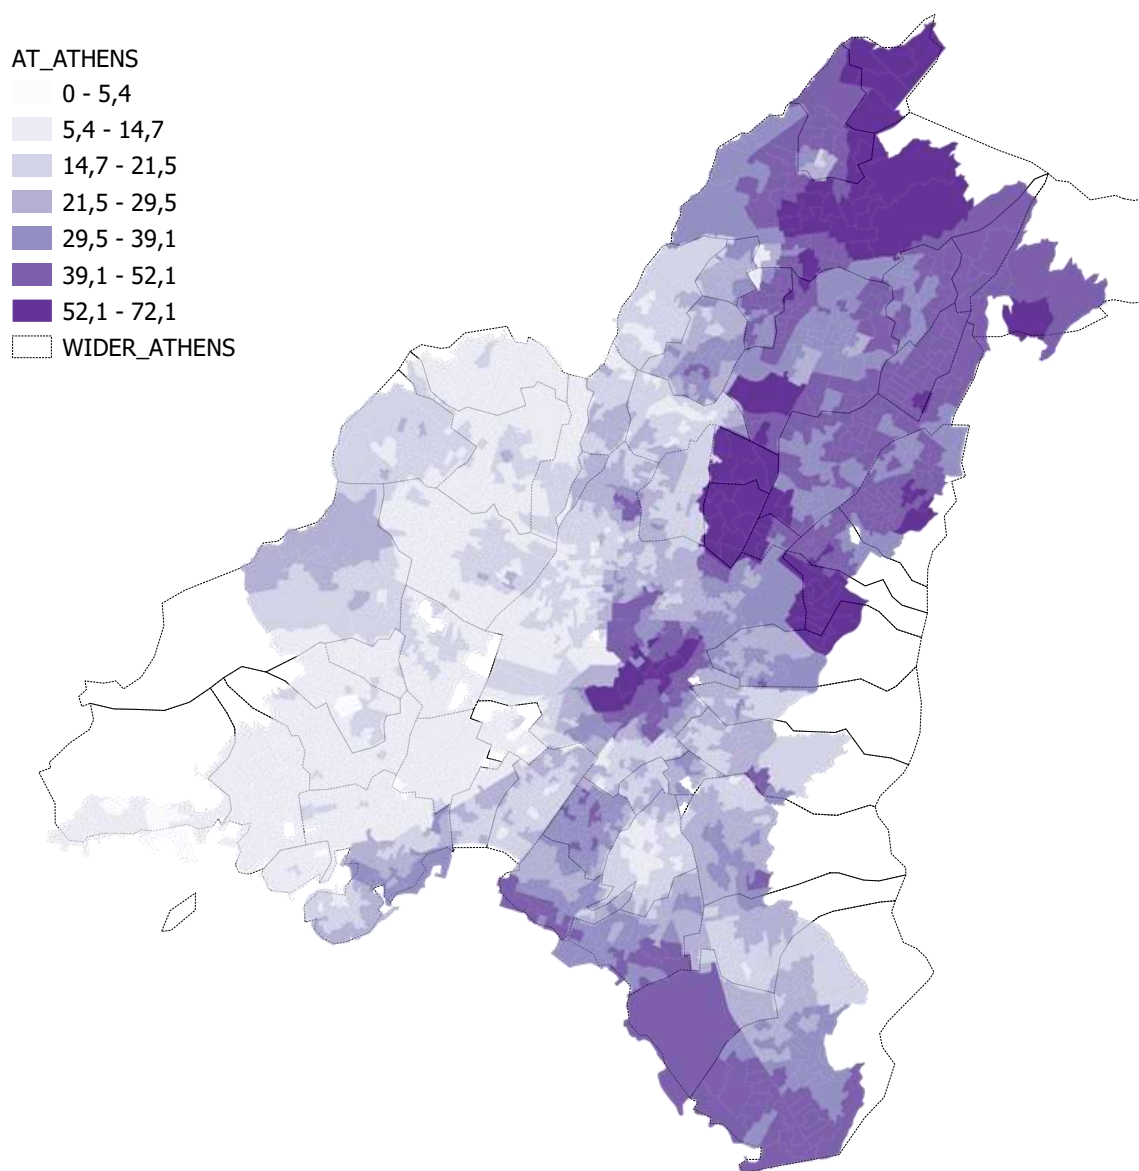 AT_ATHENS
0 - 5,4
5,4 - 14,7
14,7 - 21,5
21,5 - 29,5
29,5 - 39,1
39,1 - 52,1
52,1 - 72,1
WIDER_ATHENS